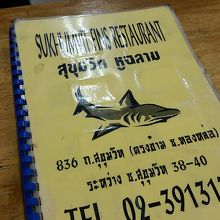 SUKHUMVIT FINS RESTAURANT
สุขุมวิท หูฉลาม
836 ถ.สุขุมวิท (ตรงข้าม ซ.ทองหล่อ)
ระหว่าง ซ.สุขุมวิท 38-40
TEL 09-39131